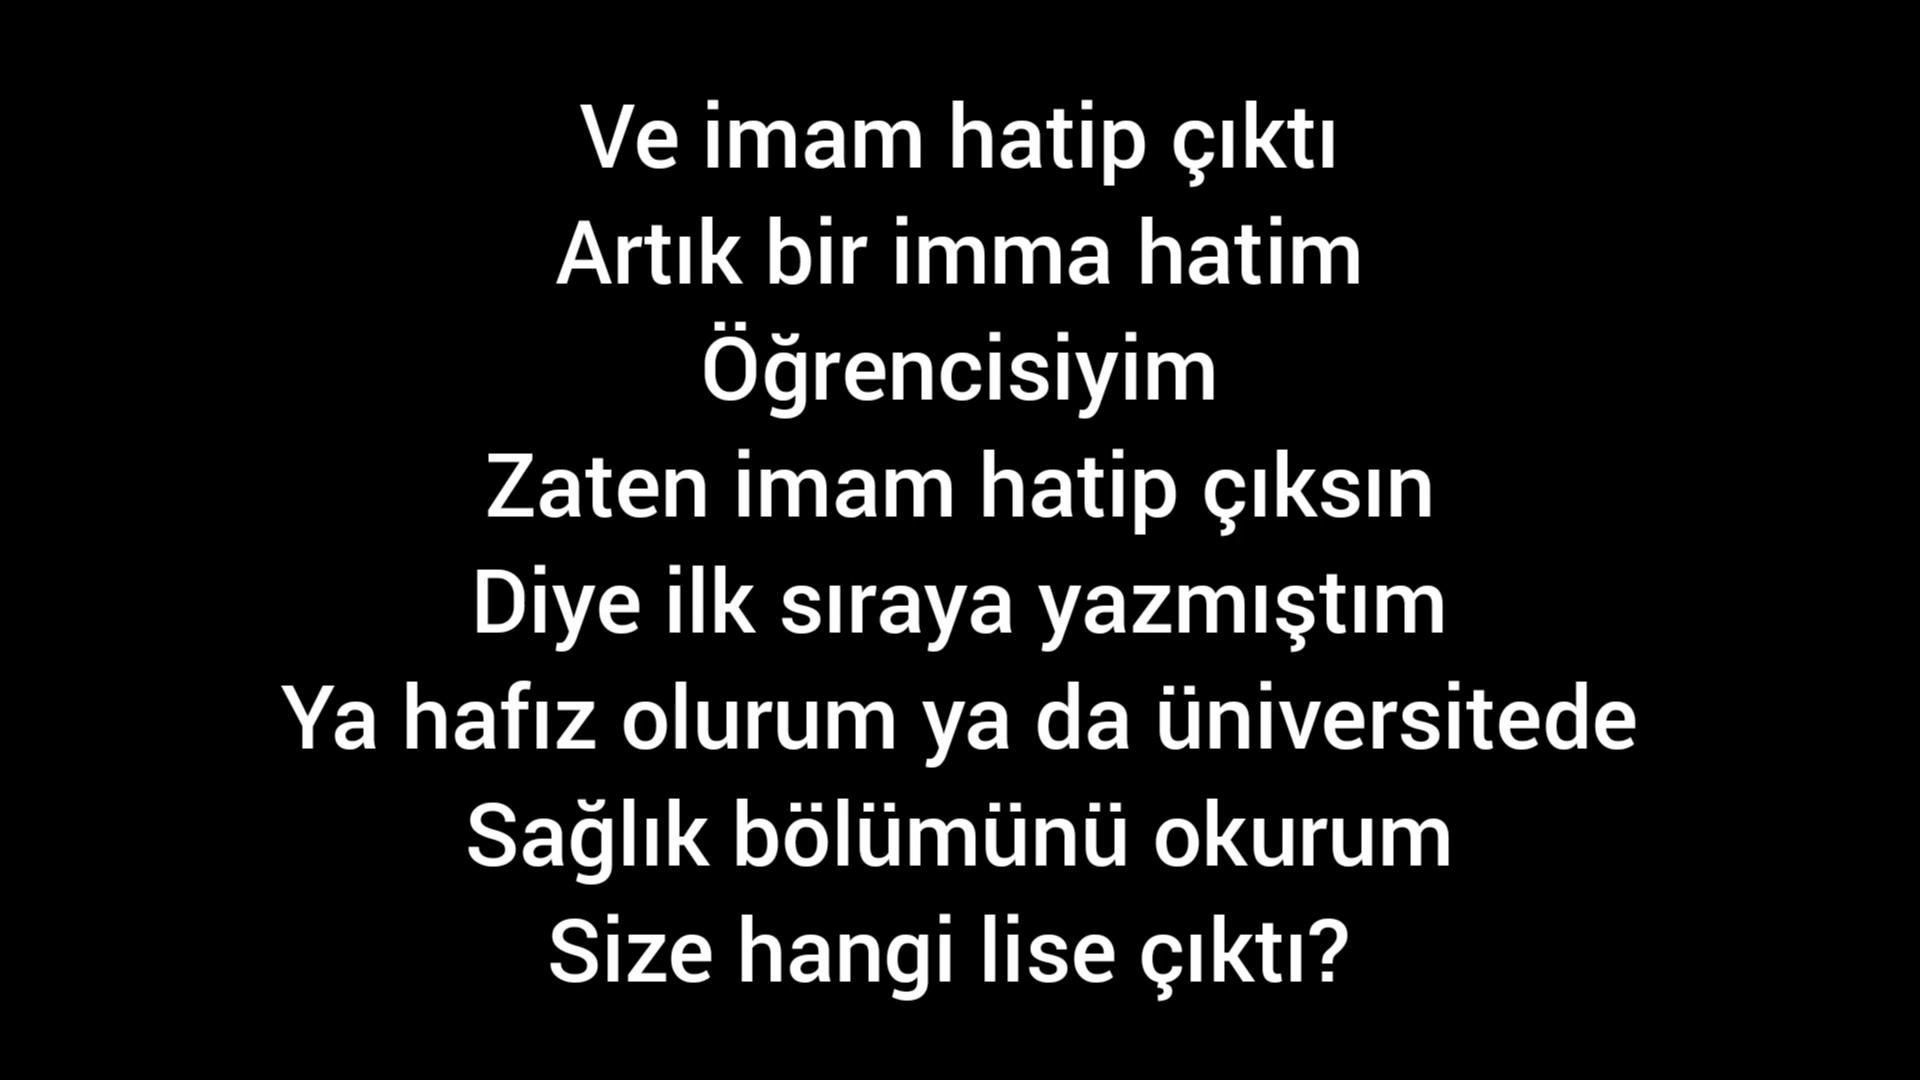 Ve imam hatip çıktı
Artık bir imma hatim
Öğrencisiyim
Zaten imam hatip çıksın
Diye ilk sıraya yazmıştım
Ya hafız olurum ya da üniversitede
Sağlık bölümünü okurum
Size hangi lise çıktı?